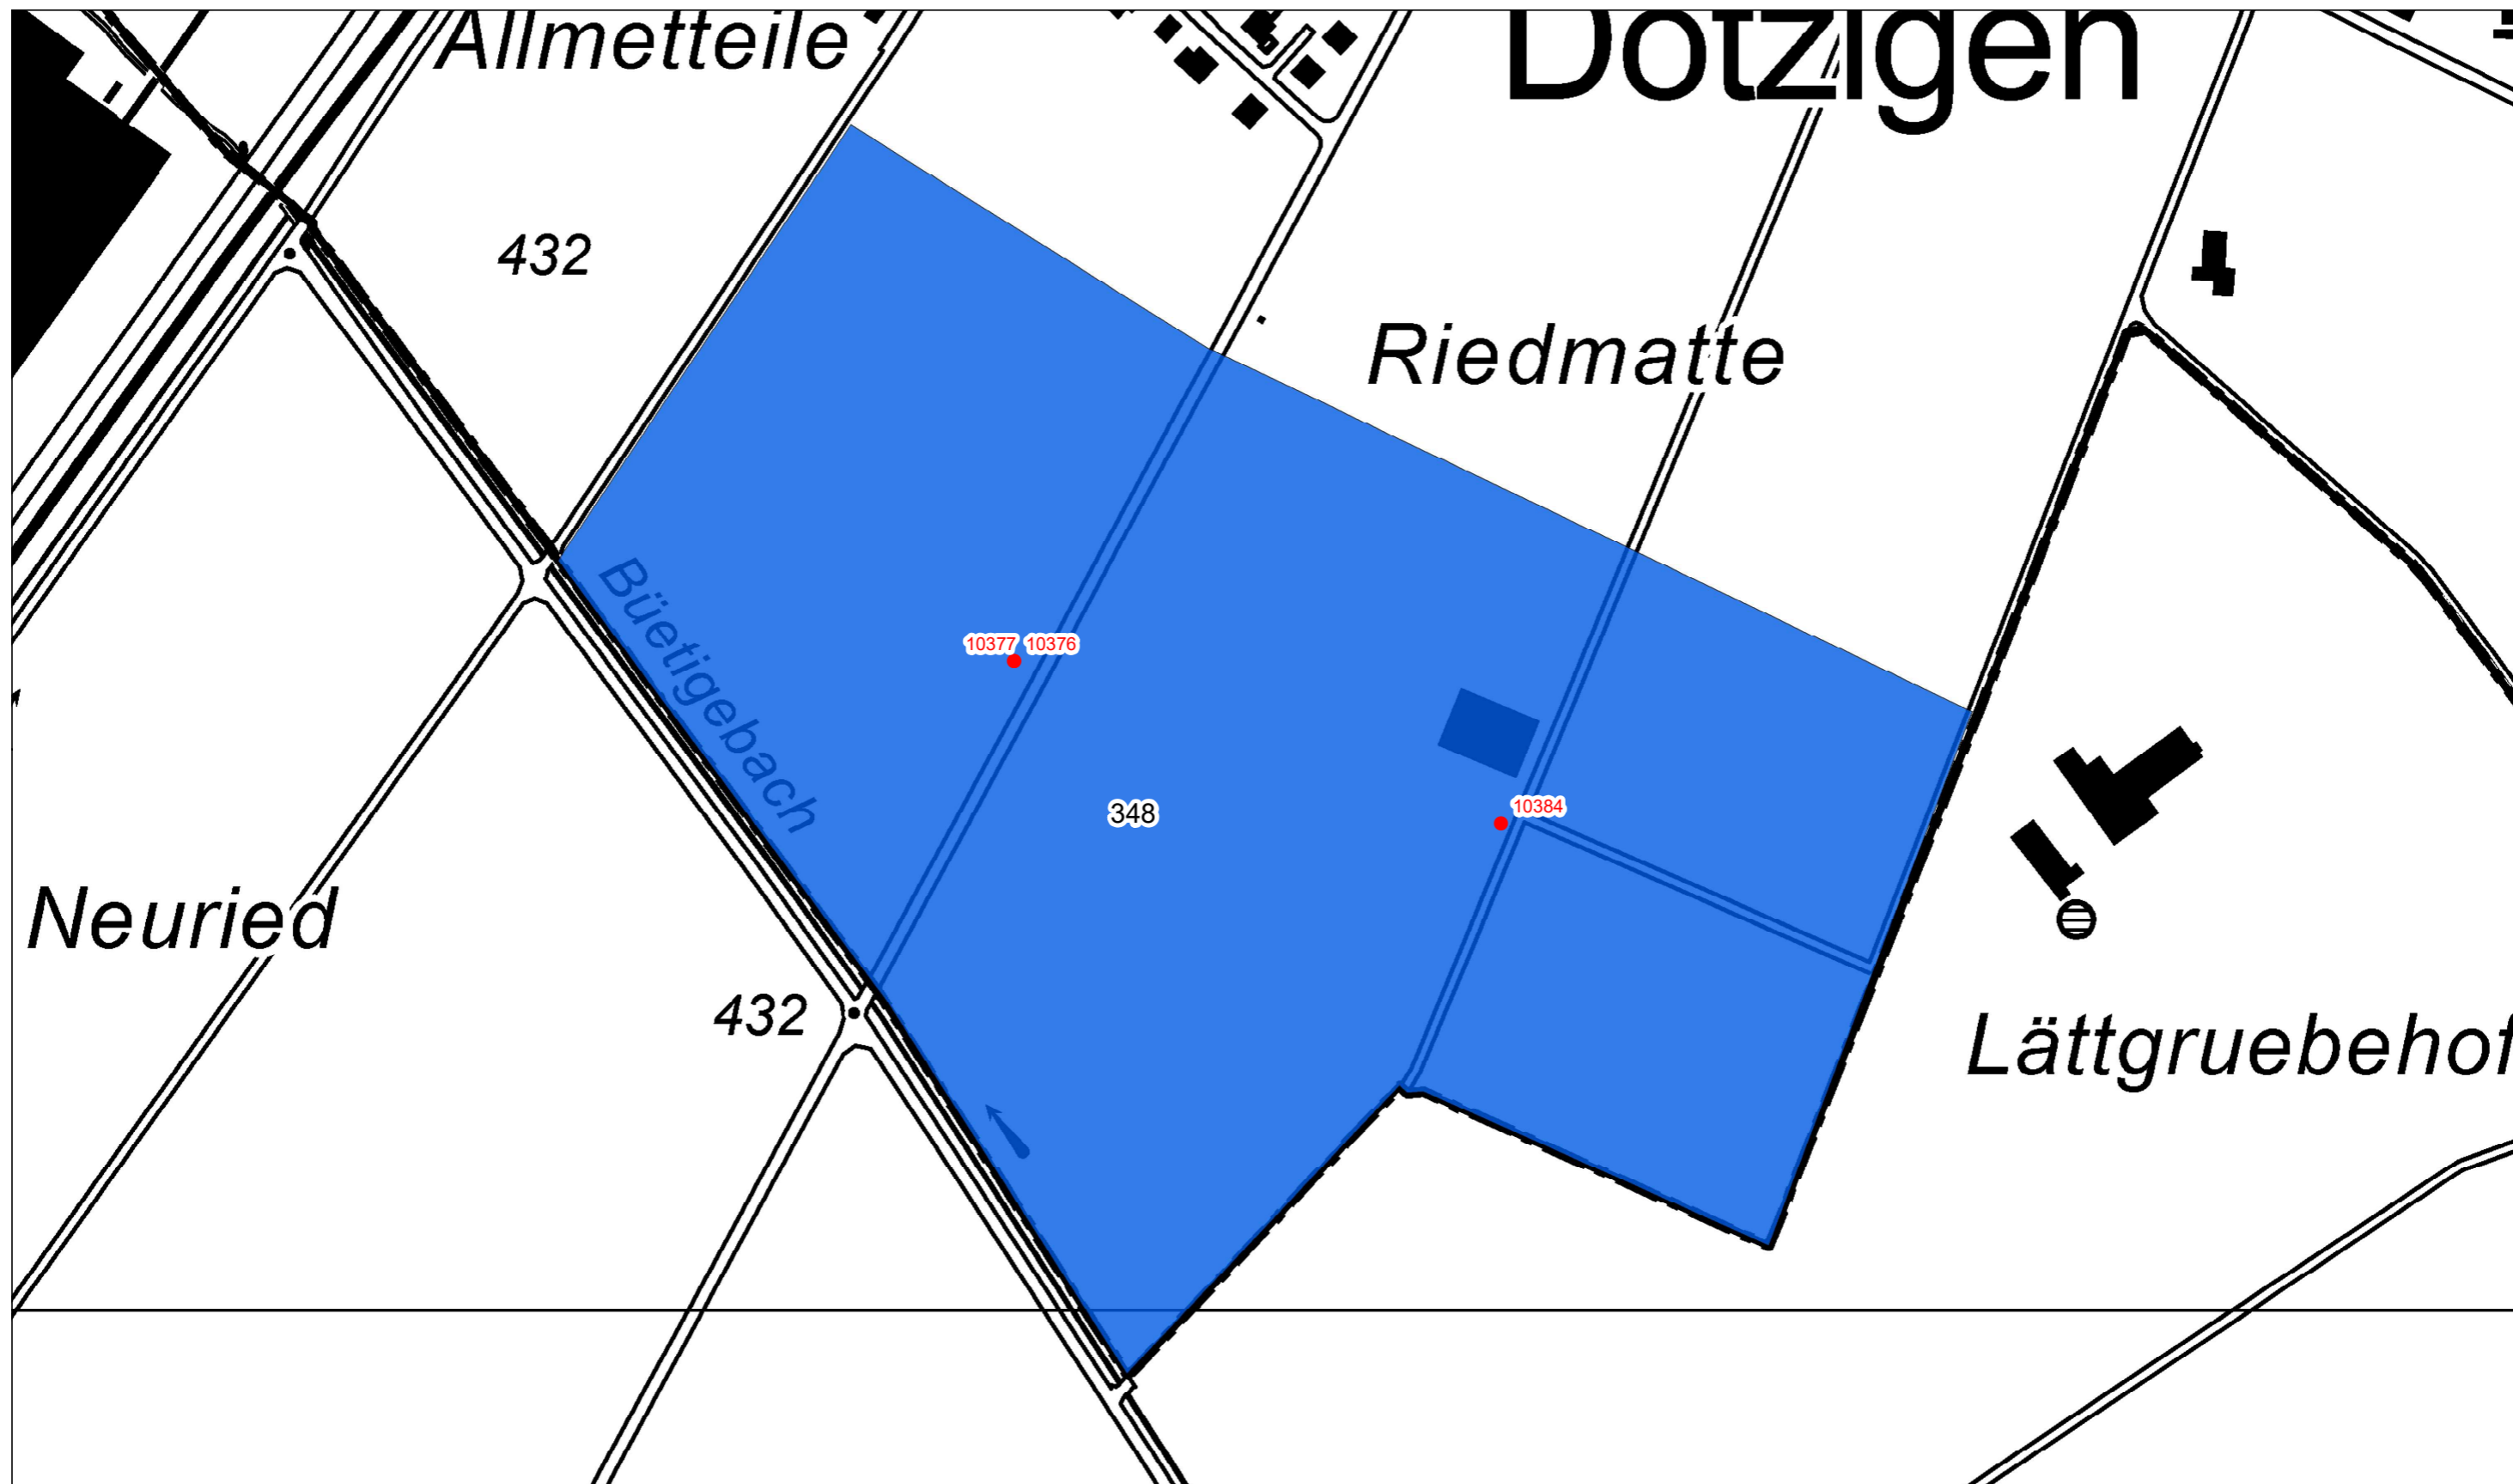 Allmetteile
Dotzigen
432
Riedmatte
Büetigebach
10377 10376
348
10384
Neuried
432
Lättgruebehof